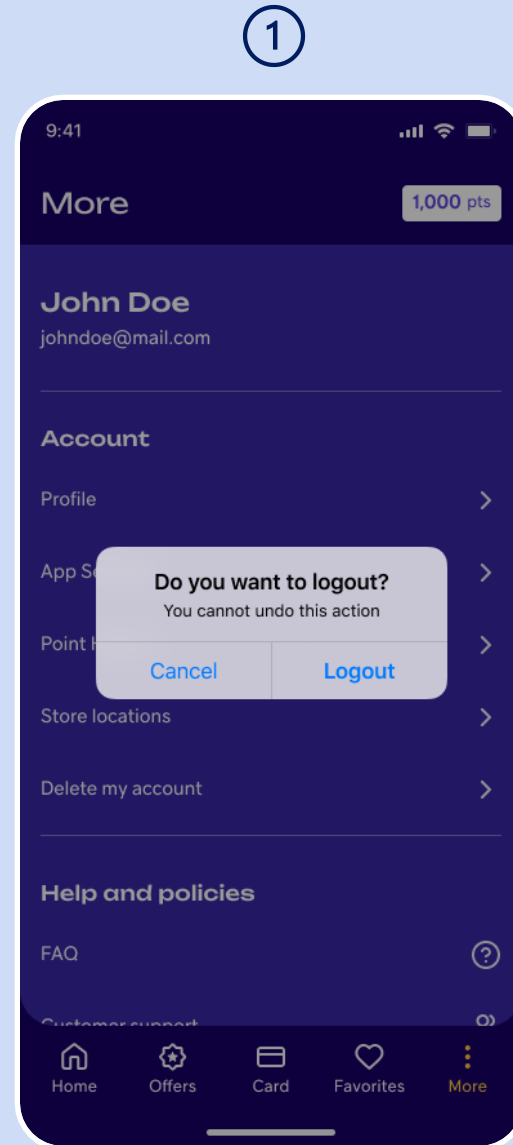 1
9:41
More
1,000 pts
John Doe
johndoe@mail.com
Account
Profile
App
Do you want to logout?
You cannot undo this action
Point
Cancel
Logout
Store locations
Delete my account
Help and policies
FAQ
Customer support
Home
Offers
Card
Favorites
More